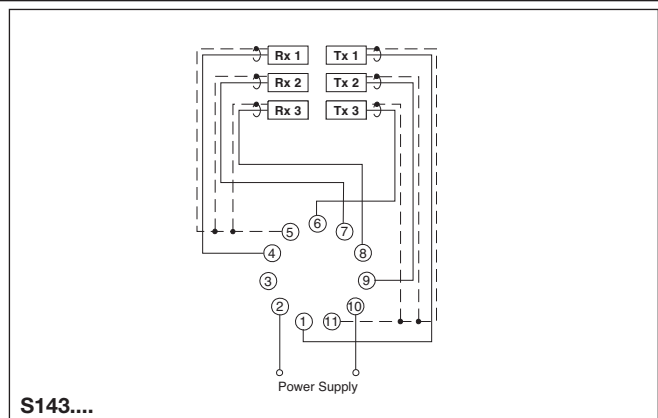 Rx 1 Tx 1
Rx 2 Tx 2
Rx 3 Tx 3
6
5 7
4 8
3 9
2 10
1 11
Power Supply
S143....